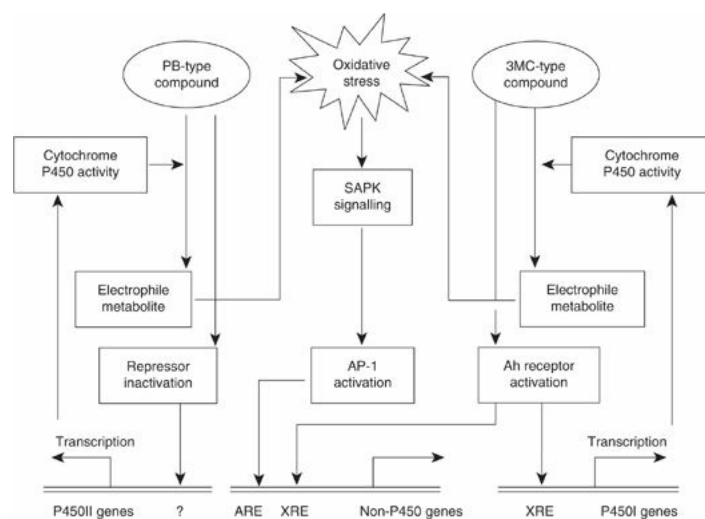 PB-type
compound
Oxidative
stress
3MC-type
compound
Cytochrome
P450 activity
SAPK
signalling
Cytochrome
P450 activity
Electrophile
metabolite
Electrophile
metabolite
Repressor
inactivation
AP-1
activation
Ah receptor
activation
Transcription
Transcription
P450II genes
?
ARE
XRE
Non-P450 genes
XRE
P450I genes